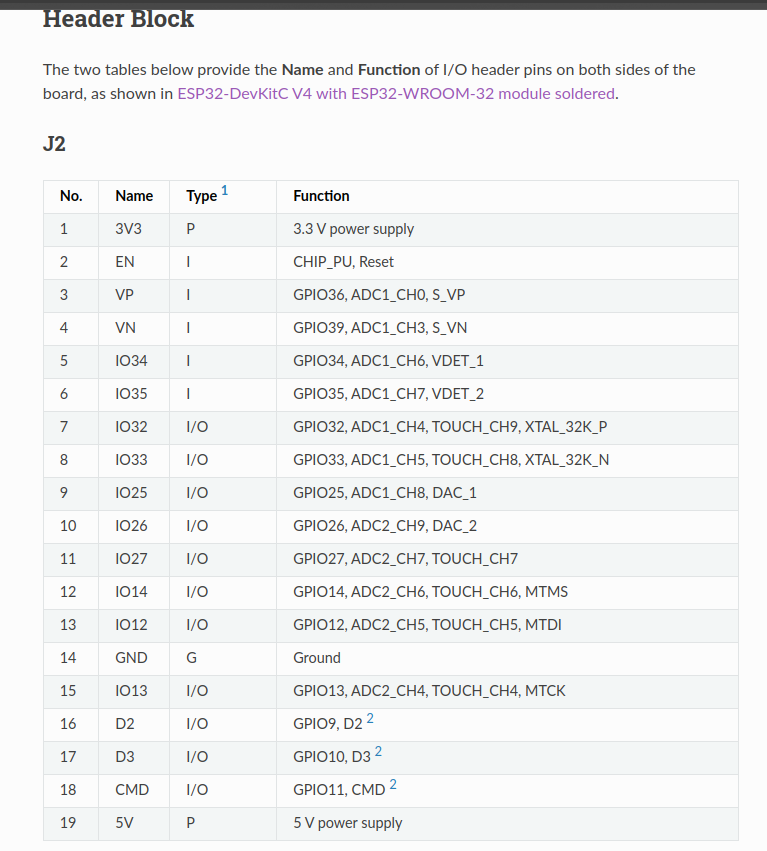 Header Block
The two tables below provide the Name and Function of I/O header pins on both sides of the
board, as shown in ESP32-DevKitC V4 with ESP32-WROOM-32 module soldered.
J2
No. Name Type 1 Function
1 3V3 P 3.3 V power supply
2 EN I CHIP_PU, Reset
3 VP I GPIO36, ADC1_CH0, S_VP
4 VN I GPIO39, ADC1_CH3, S_VN
5 IO34 I GPIO34, ADC1_CH6, VDET_1
6 IO35 I GPIO35, ADC1_CH7, VDET_2
7 IO32 I/O GPIO32, ADC1_CH4, TOUCH_CH9, XTAL_32K_P
8 IO33 I/O GPIO33, ADC1_CH5, TOUCH_CH8, XTAL_32K_N
9 IO25 I/O GPIO25, ADC1_CH8, DAC_1
10 IO26 I/O GPIO26, ADC2_CH9, DAC_2
11 IO27 I/O GPIO27, ADC2_CH7, TOUCH_CH7
12 IO14 I/O GPIO14, ADC2_CH6, TOUCH_CH6, MTMS
13 IO12 I/O GPIO12, ADC2_CH5, TOUCH_CH5, MTDI
14 GND G Ground
15 IO13 I/O GPIO13, ADC2_CH4, TOUCH_CH4, MTCK
16 D2 I/O GPIO9, D2 2
17 D3 I/O GPIO10, D3 2
18 CMD I/O GPIO11, CMD 2
19 5V P 5 V power supply